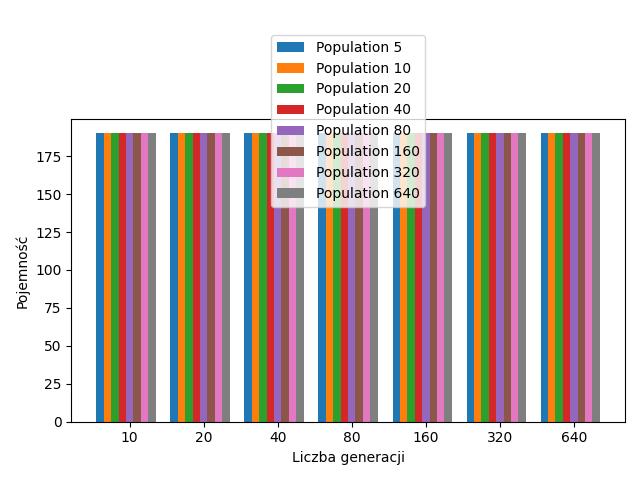 Population 5
Population 10
Population 20
Population 40
Population 80
Population 160
Population 320
Population 640
175
150
125
100
75
50
25
0
Pojemność
10 20 40 80 160 320 640
Liczba generacji